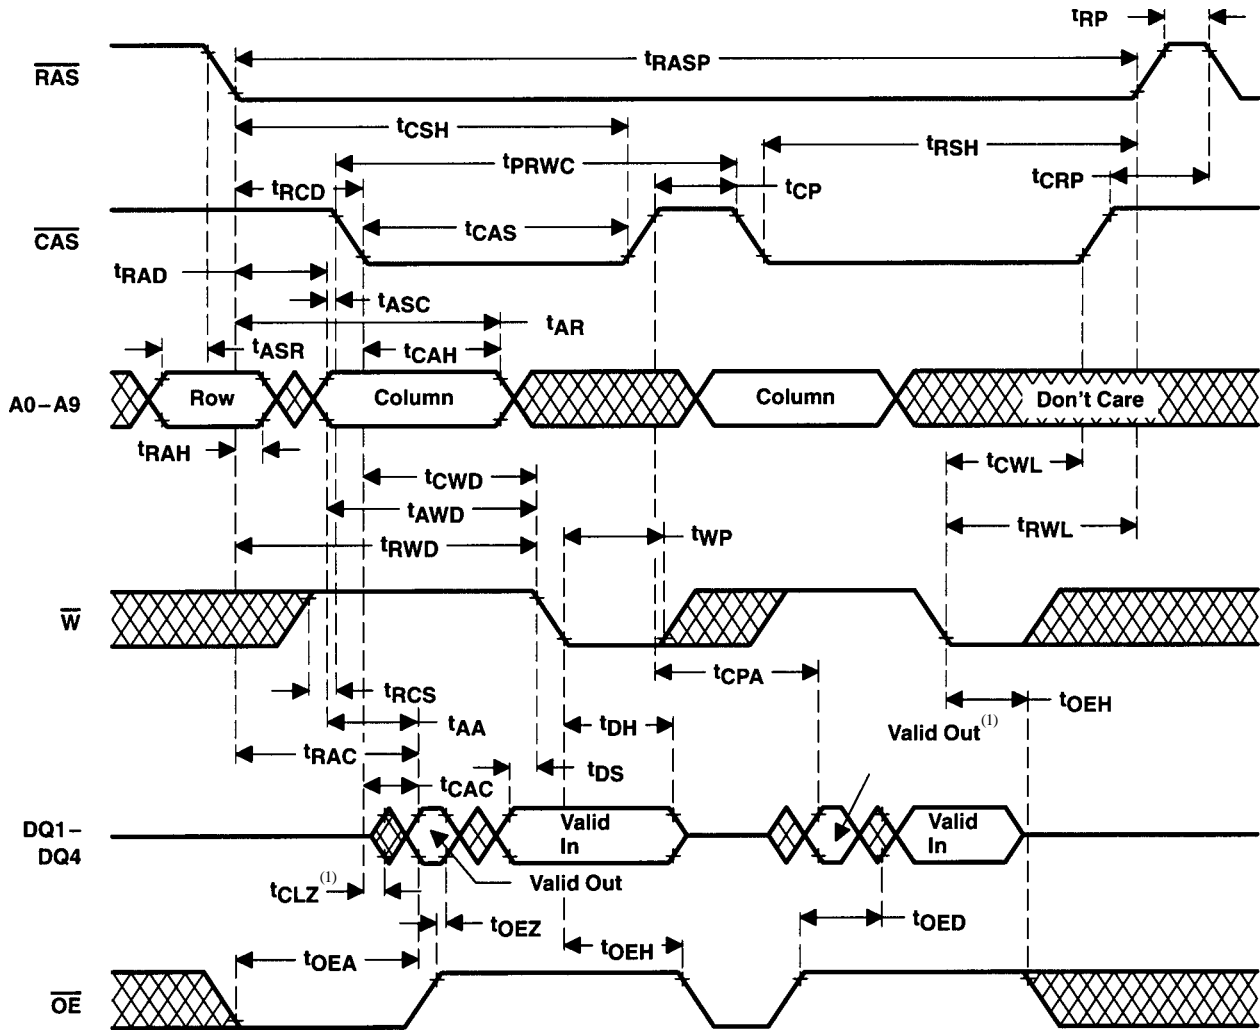 tRP
RAS
tRASP
tCSH
tRSH
tPRWC
tRCD
tCP
tCRP
CAS
tCAS
tRAD
tASC
tAR
tASR
tCAH
A0–A9
Row
Column
Column
Don't Care
tRAH
tCWD
tCWL
tAWD
tRWD
tWP
tRWL
W
tRCS
tCPA
tAA
tDH
tOEH
Valid Out(1)
tRAC
tCAC
tDS
DQ1–
DQ4
Valid
In
Valid
In
tCLZ(1)
Valid Out
tOEZ
tOED
tOEA
tOEH
OE